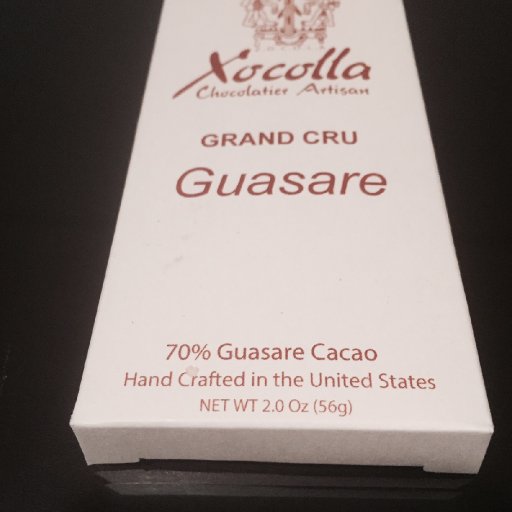 Xocolla
Chocolatier Artisan
GRAND CRU
Guasare
70% Guasare Cacao
Hand Crafted in the United States
NET WT 2.0 Oz (56g)